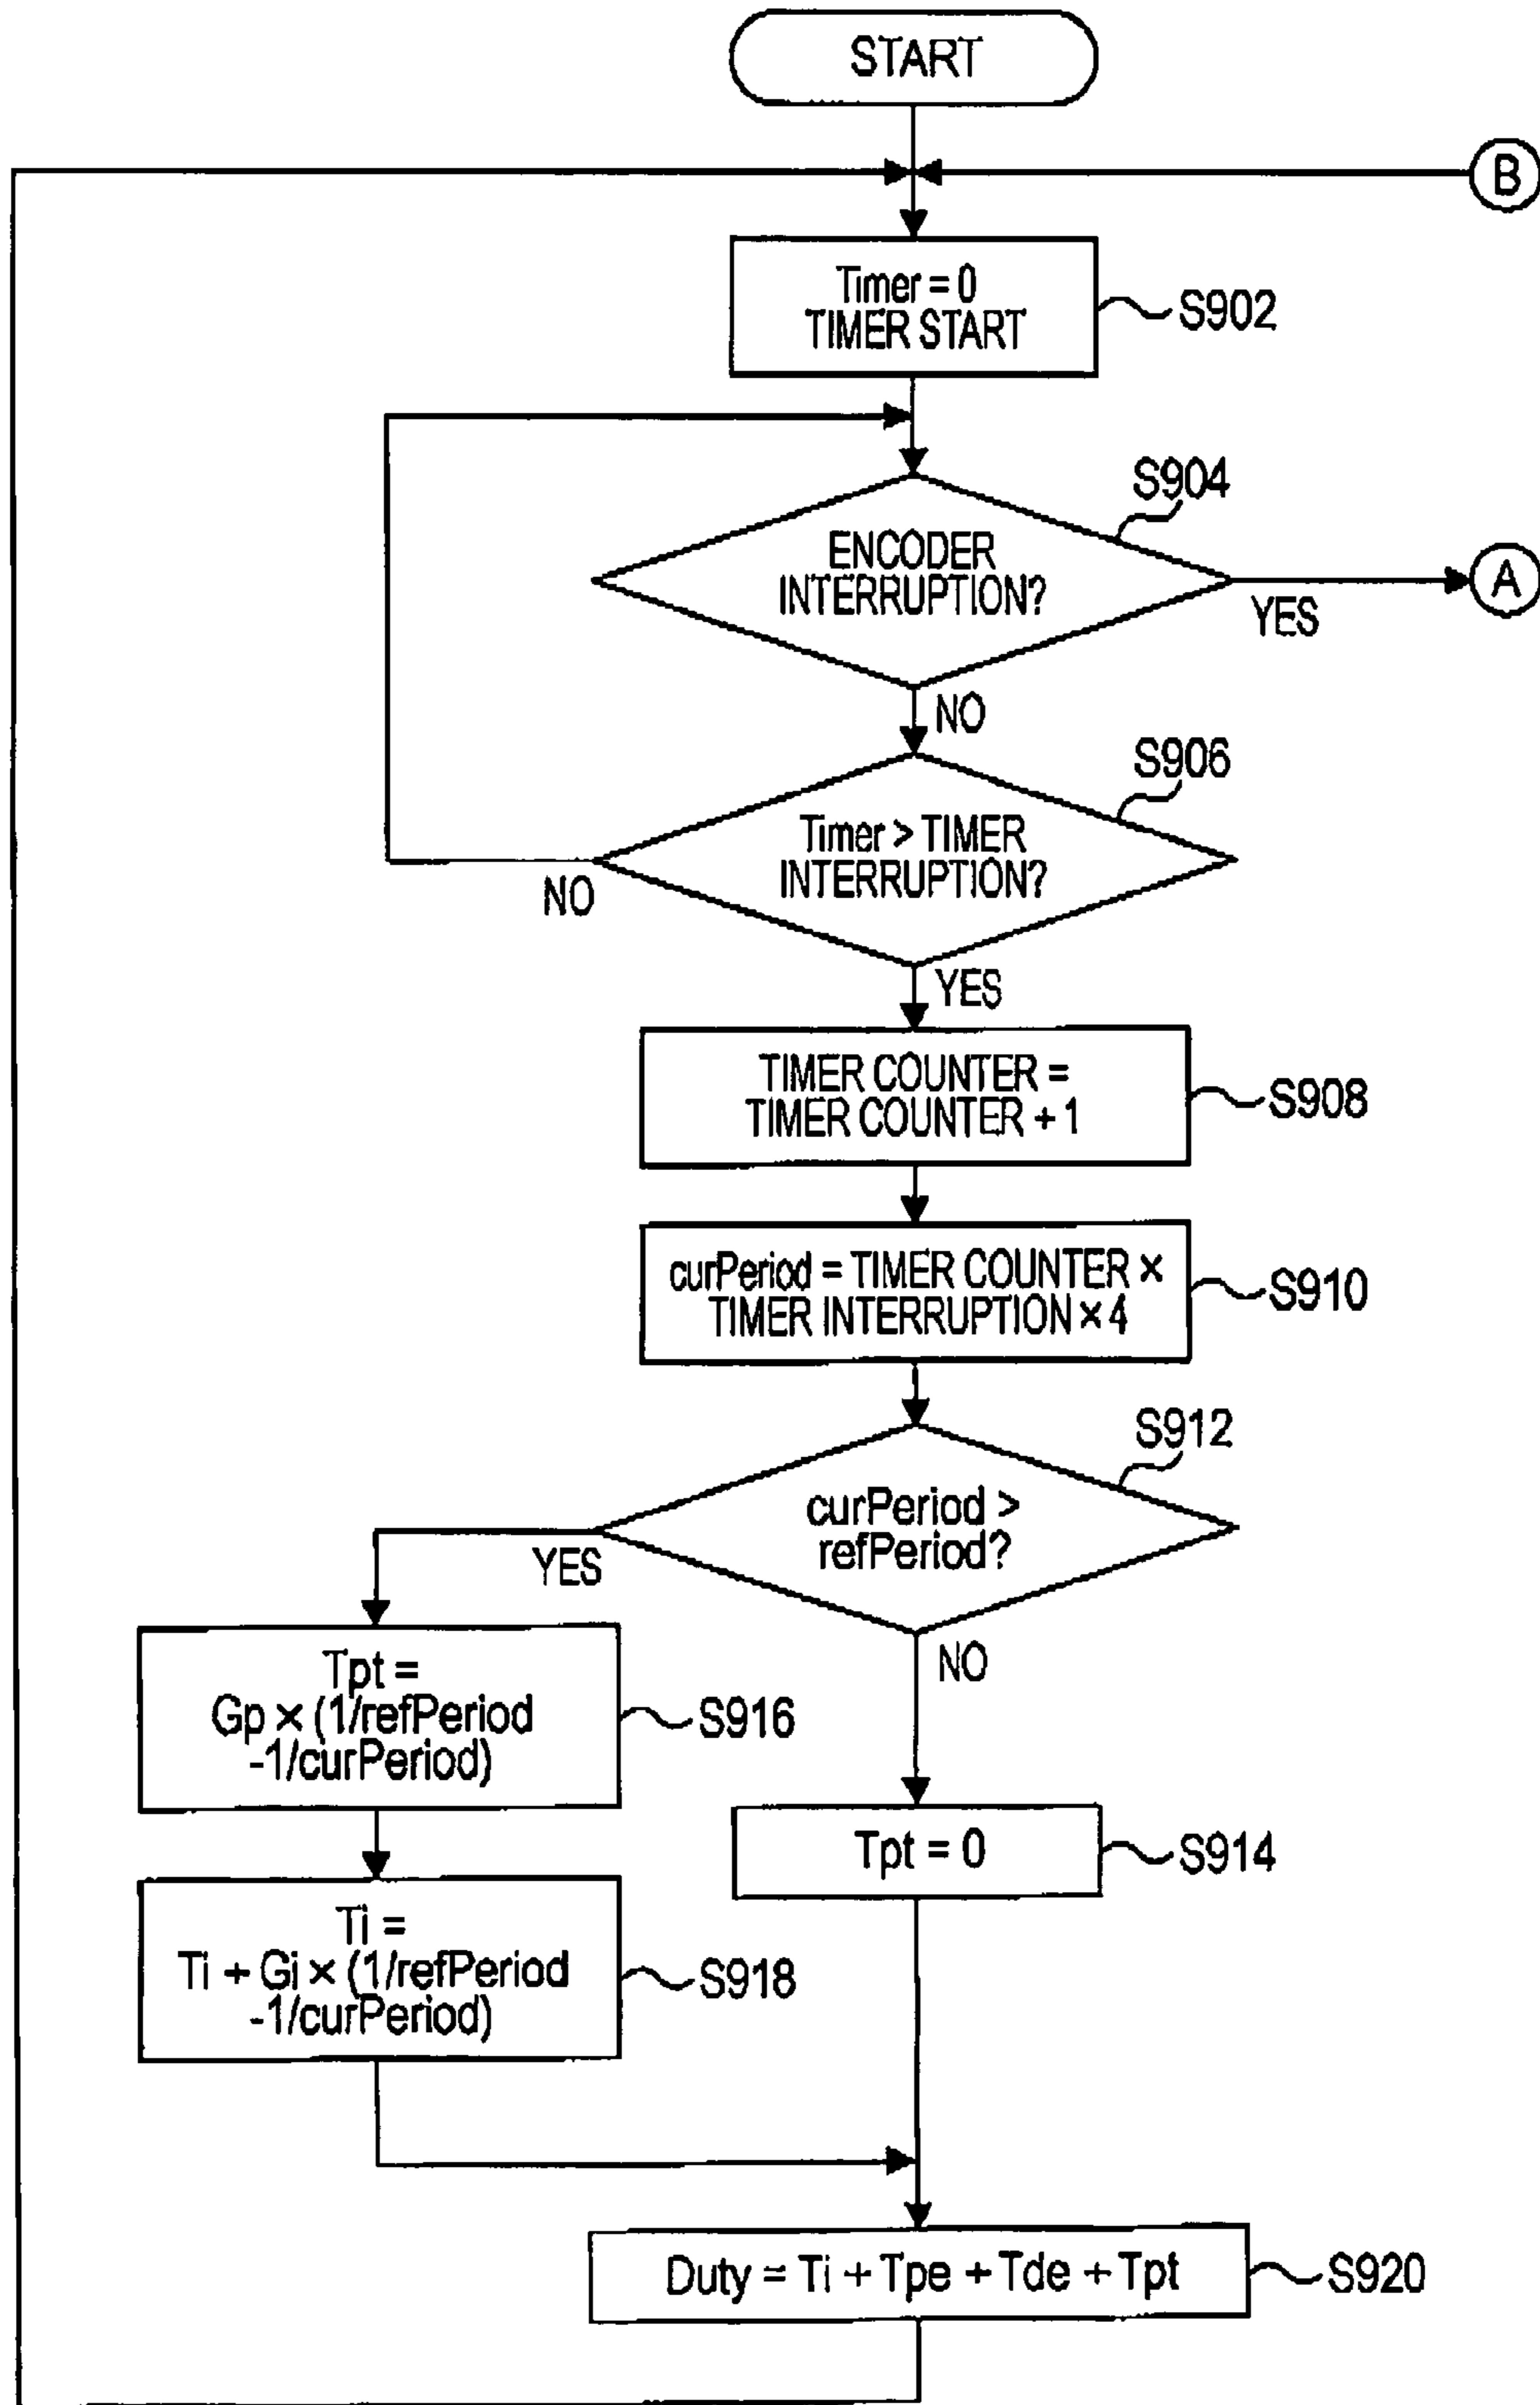 START
B
Timer = 0
TIMER START
S902
S904
ENCODER
INTERRUPTION?
A
YES
NO
S906
Timer > TIMER
INTERRUPTION?
NO
YES
TIMER COUNTER =
TIMER COUNTER + 1
S908
curPeriod = TIMER COUNTER ×
TIMER INTERRUPTION × 4
S910
S912
curPeriod >
refPeriod?
YES
NO
Tpt =
Gp × (1/refPeriod
-1/curPeriod)
S916
Tpt = 0
S914
Ti =
Ti + Gi × (1/refPeriod
-1/curPeriod)
S918
Duty = Ti + Tpe + Tde + Tpt
S920